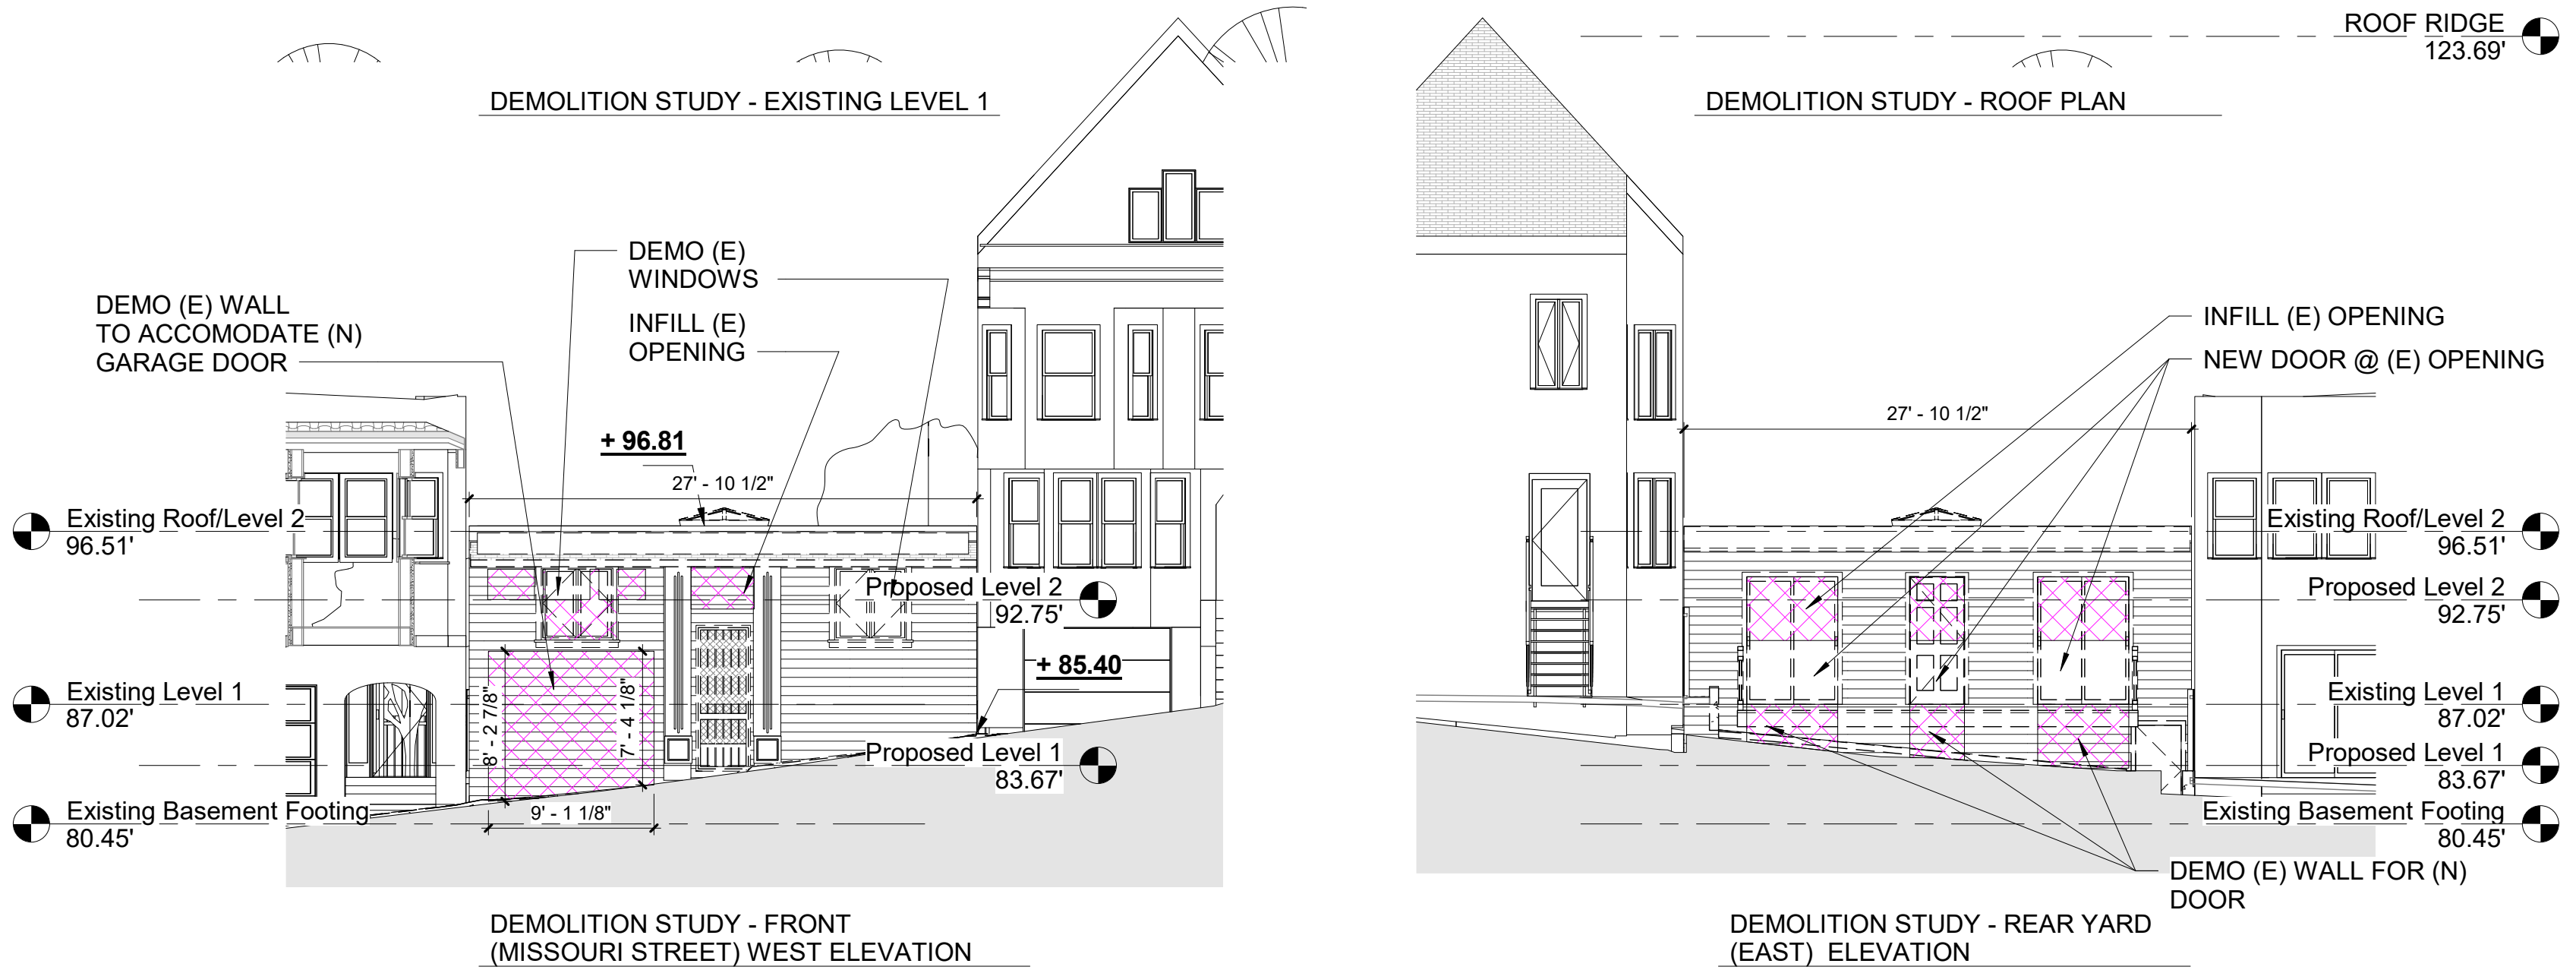 ROOF RIDGE
123.69'
DEMOLITION STUDY - EXISTING LEVEL 1
DEMOLITION STUDY - ROOF PLAN
DEMO (E)
WINDOWS
INFILL (E)
OPENING
DEMO (E) WALL
TO ACCOMODATE (N)
GARAGE DOOR
+ 96.81
27' - 10 1/2"
Existing Roof/Level 2
96.51'
Proposed Level 2
92.75'
+ 85.40
Existing Level 1
87.02'
8' - 2 7/8"
7' - 4 1/8"
Proposed Level 1
83.67'
Existing Basement Footing
80.45'
9' - 1 1/8"
DEMOLITION STUDY - FRONT
(MISSOURI STREET) WEST ELEVATION
INFILL (E) OPENING
NEW DOOR @ (E) OPENING
27' - 10 1/2"
Existing Roof/Level 2
96.51'
Proposed Level 2
92.75'
Existing Level 1
87.02'
Proposed Level 1
83.67'
Existing Basement Footing
80.45'
DEMO (E) WALL FOR (N)
DOOR
DEMOLITION STUDY - REAR YARD
(EAST) ELEVATION